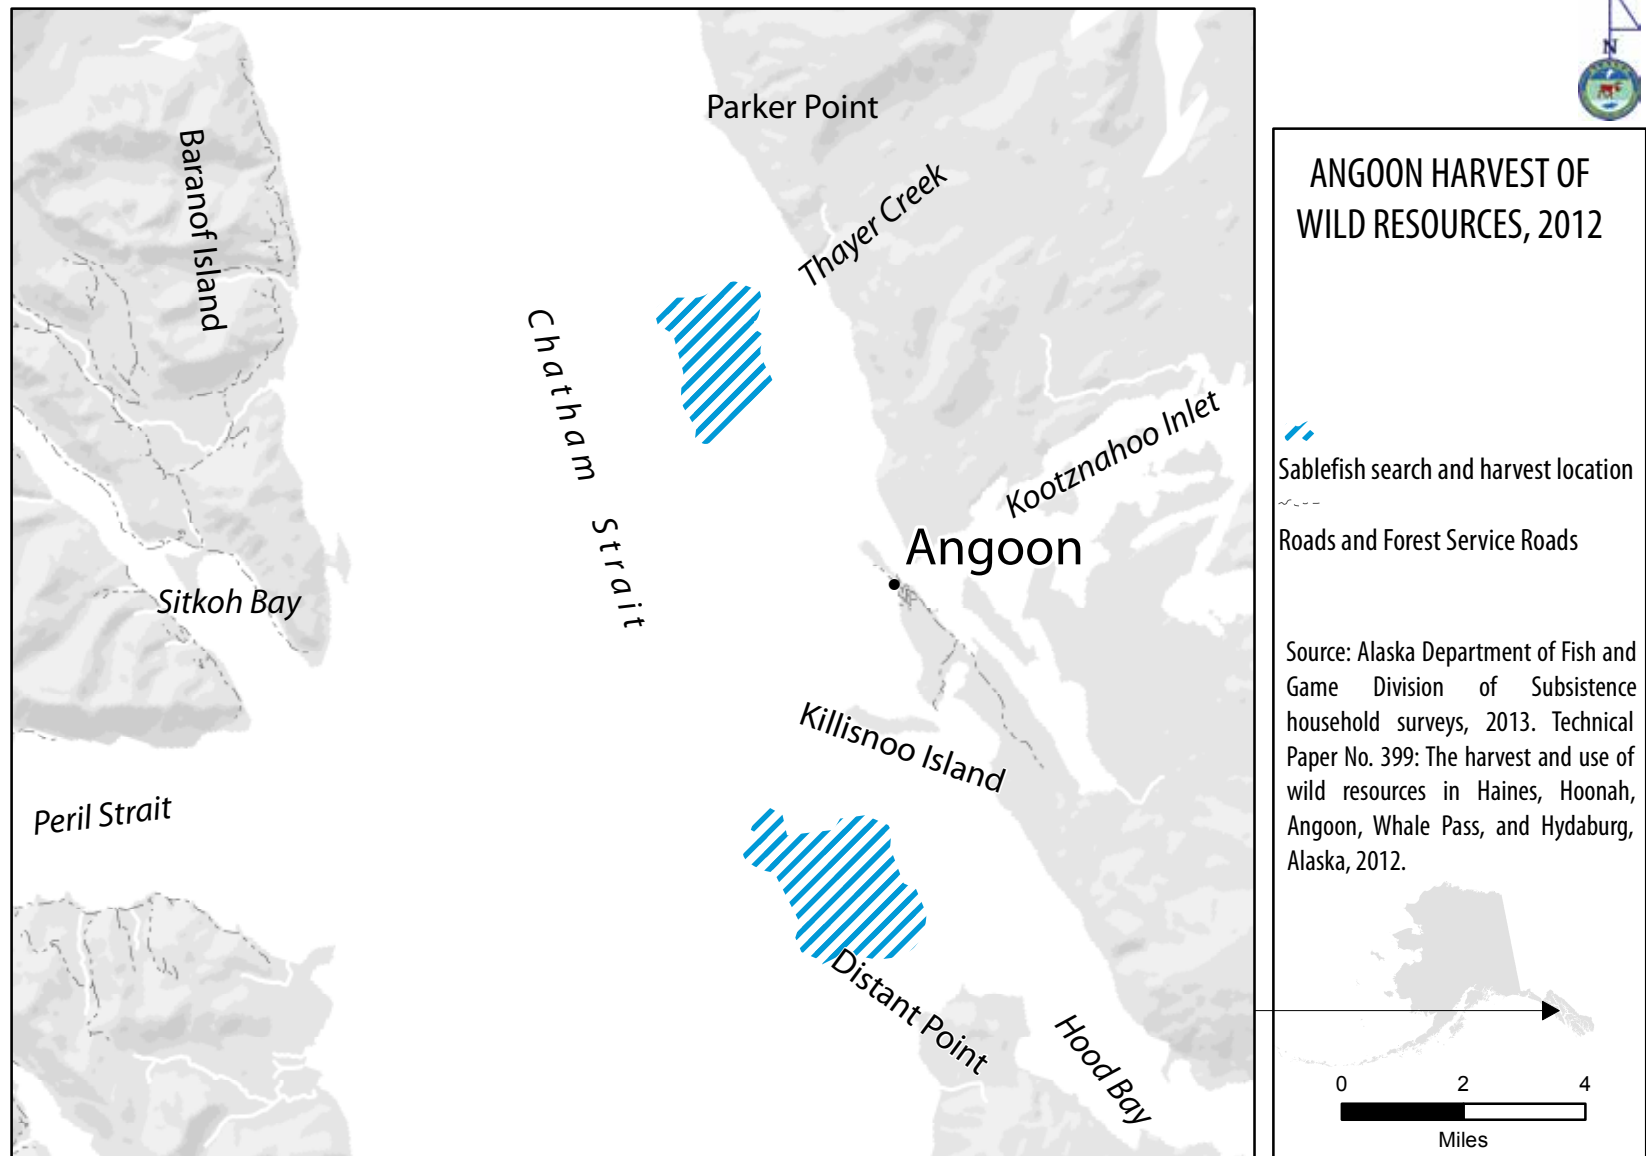 Parker Point
Baranof Island
Thayer Creek
Chatham Strait
Kootznahoo Inlet
Angoon
Sitkoh Bay
Killisnoo Island
Peril Strait
Distant Point
Hood Bay
N
ALASKA
ANGOON HARVEST OF
WILD RESOURCES, 2012
Sablefish search and harvest location
Roads and Forest Service Roads
Source: Alaska Department of Fish and
Game Division of Subsistence
household surveys, 2013. Technical
Paper No. 399: The harvest and use of
wild resources in Haines, Hoonah,
Angoon, Whale Pass, and Hydaburg,
Alaska, 2012.
0 2 4
Miles